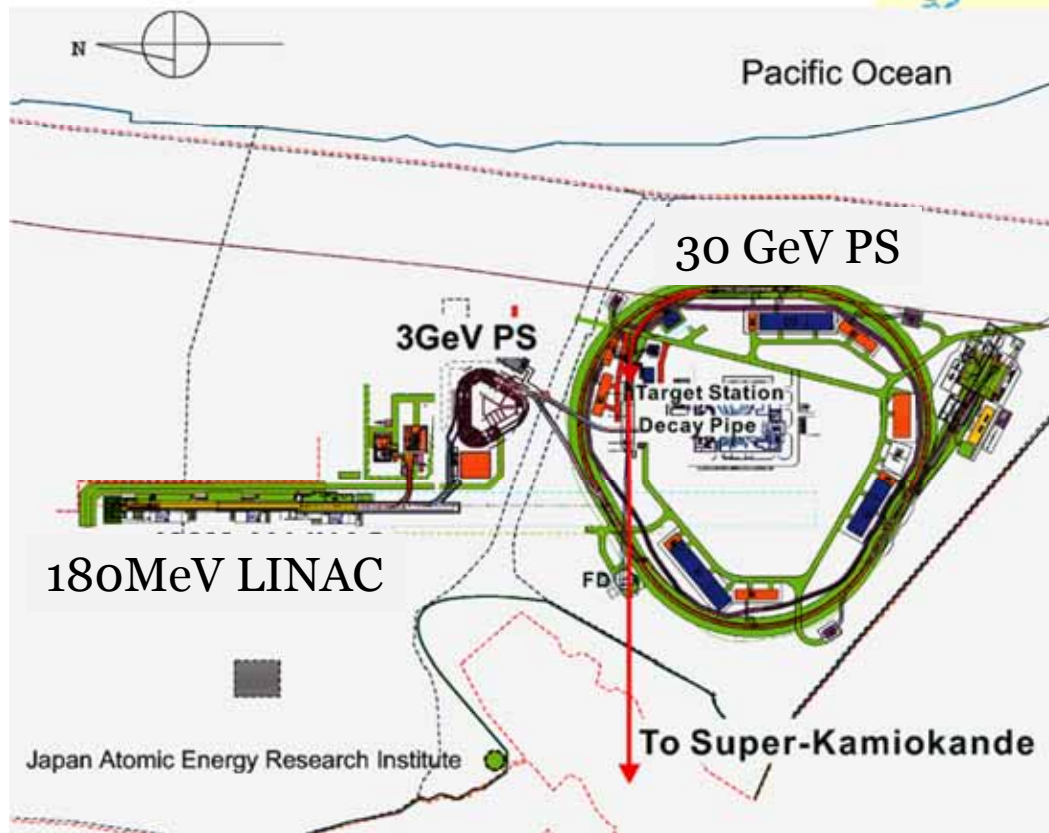 N
Pacific Ocean
30 GeV PS
3GeV PS
Target Station
Decay Pipe
180MeV LINAC
FD
To Super-Kamiokande
Japan Atomic Energy Research Institute